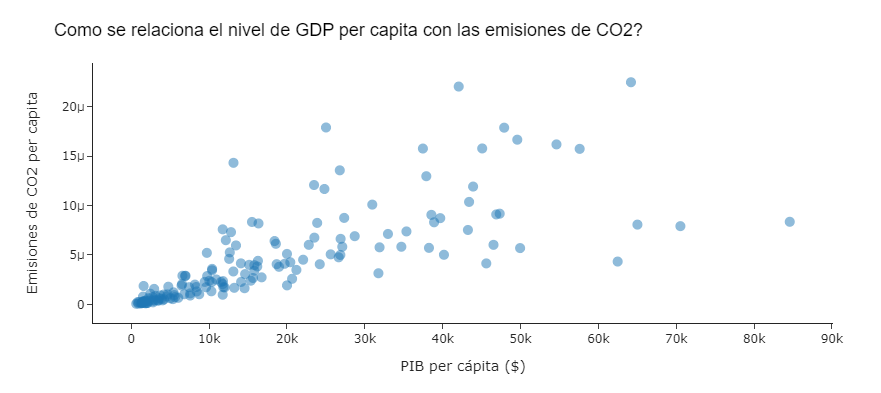 Como se relaciona el nivel de GDP per capita con las emisiones de CO2?
Emisiones de CO2 per capita
20μ
15μ
10μ
5μ
0
0 10k 20k 30k 40k 50k 60k 70k 80k 90k
PIB per cápita ($)